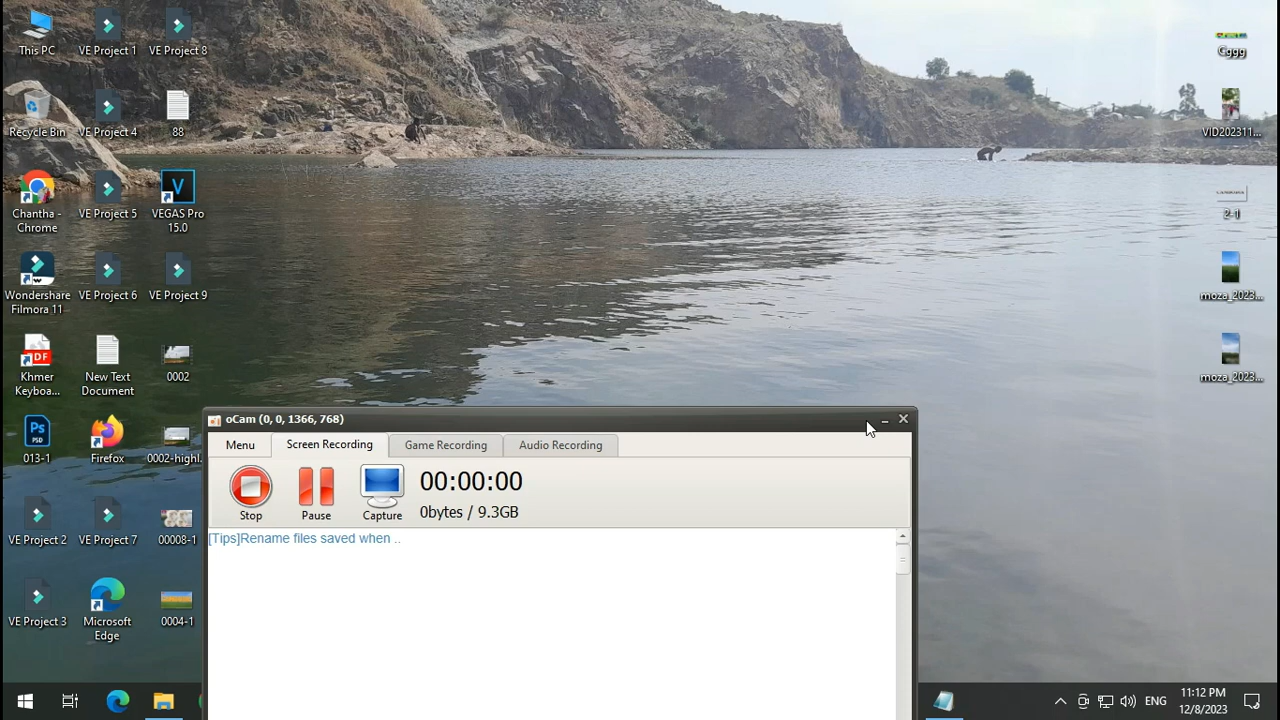 This PC
VE Project 1
VE Project 8
Recycle Bin
VE Project 4
88
Chantha -
Chrome
VE Project 5
VEGAS Pro
15.0
Wondershare
Filmora 11
VE Project 6
VE Project 9
Khmer
Keyboa...
New Text
Document
0002
013-1
Firefox
0002-highl...
VE Project 2
VE Project 7
00008-1
VE Project 3
Microsoft
Edge
0004-1
Gggg
VID202311...
2-1
moza_2023...
moza_2023...
oCam (0, 0, 1366, 768)
Menu
Screen Recording
Game Recording
Audio Recording
Stop
Pause
Capture
00:00:00
0bytes / 9.3GB
[Tips]Rename files saved when ..
ENG
11:12 PM
12/8/2023